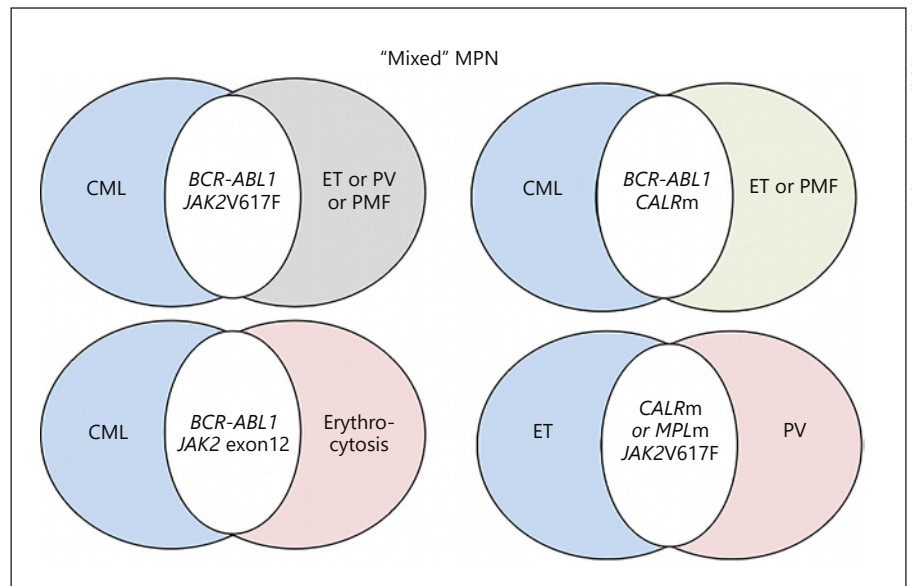 “Mixed” MPN
CML
BCR-ABL1
JAK2V617F
ET or PV
or PMF
CML
BCR-ABL1
CALRm
ET or PMF
CML
BCR-ABL1
JAK2 exon12
Erythro-
cytosis
ET
CALRm
or MPLm
JAK2V617F
PV